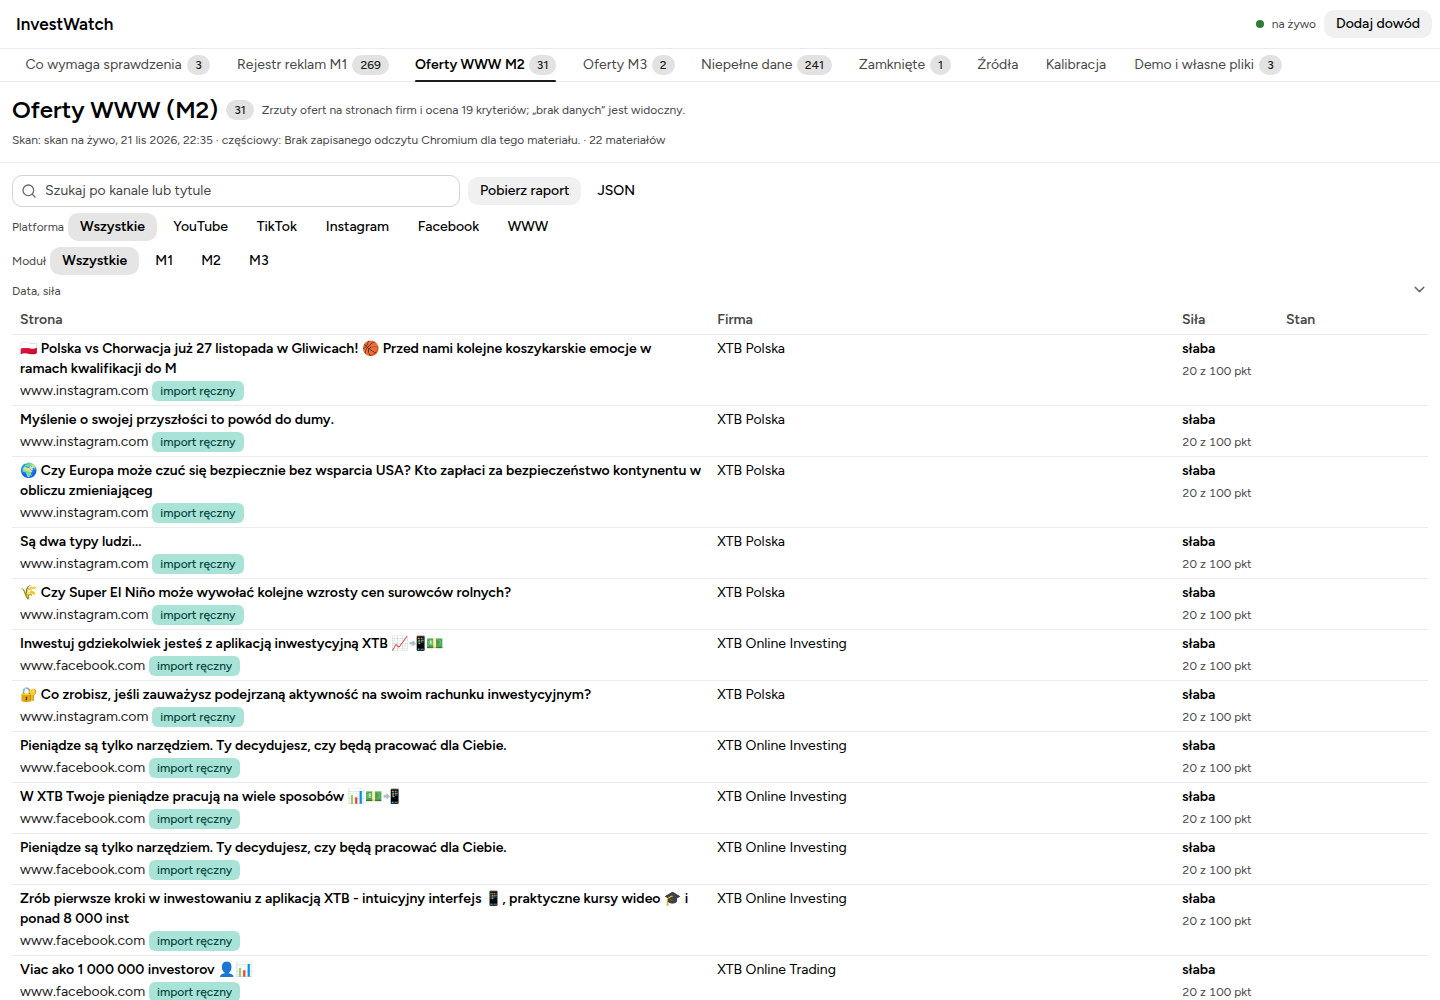 InvestWatch
na żywo
Dodaj dowód
Co wymaga sprawdzenia 3
Rejestr reklam M1 269
Oferty WWW M2 31
Oferty M3 2
Niepełne dane 241
Zamknięte 1
Źródła
Kalibracja
Demo i własne pliki 3
Oferty WWW (M2) 31 Zrzuty ofert na stronach firm i ocena 19 kryteriów; „brak danych” jest widoczny.
Skan: skan na żywo, 21 lis 2026, 22:35 · częściowy: Brak zapisanego odczytu Chromium dla tego materiału. · 22 materiałów
Szukaj po kanale lub tytule
Pobierz raport
JSON
Platforma Wszystkie YouTube TikTok Instagram Facebook WWW
Moduł Wszystkie M1 M2 M3
Data, siła
Strona Firma Siła Stan
🇵🇱 Polska vs Chorwacja już 27 listopada w Gliwicach! 🏀 Przed nami kolejne koszykarskie emocje w
ramach kwalifikacji do M
www.instagram.com import ręczny
XTB Polska
słaba
20 z 100 pkt
Myślenie o swojej przyszłości to powód do dumy.
www.instagram.com import ręczny
XTB Polska
słaba
20 z 100 pkt
🌍 Czy Europa może czuć się bezpiecznie bez wsparcia USA? Kto zapłaci za bezpieczeństwo kontynentu w
obliczu zmieniająceg
www.instagram.com import ręczny
XTB Polska
słaba
20 z 100 pkt
Są dwa typy ludzi...
www.instagram.com import ręczny
XTB Polska
słaba
20 z 100 pkt
🌾 Czy Super El Niño może wywołać kolejne wzrosty cen surowców rolnych?
www.instagram.com import ręczny
XTB Polska
słaba
20 z 100 pkt
Inwestuj gdziekolwiek jesteś z aplikacją inwestycyjną XTB 📈📲💵
www.facebook.com import ręczny
XTB Online Investing
słaba
20 z 100 pkt
🔐 Co zrobisz, jeśli zauważysz podejrzaną aktywność na swoim rachunku inwestycyjnym?
www.instagram.com import ręczny
XTB Polska
słaba
20 z 100 pkt
Pieniądze są tylko narzędziem. Ty decydujesz, czy będą pracować dla Ciebie.
www.facebook.com import ręczny
XTB Online Investing
słaba
20 z 100 pkt
W XTB Twoje pieniądze pracują na wiele sposobów 📊💵📲
www.facebook.com import ręczny
XTB Online Investing
słaba
20 z 100 pkt
Pieniądze są tylko narzędziem. Ty decydujesz, czy będą pracować dla Ciebie.
www.facebook.com import ręczny
XTB Online Investing
słaba
20 z 100 pkt
Zrób pierwsze kroki w inwestowaniu z aplikacją XTB - intuicyjny interfejs 📱, praktyczne kursy wideo 🎓 i
ponad 8 000 inst
www.facebook.com import ręczny
XTB Online Investing
słaba
20 z 100 pkt
Viac ako 1 000 000 investorov 👤📊
www.facebook.com import ręczny
XTB Online Trading
słaba
20 z 100 pkt